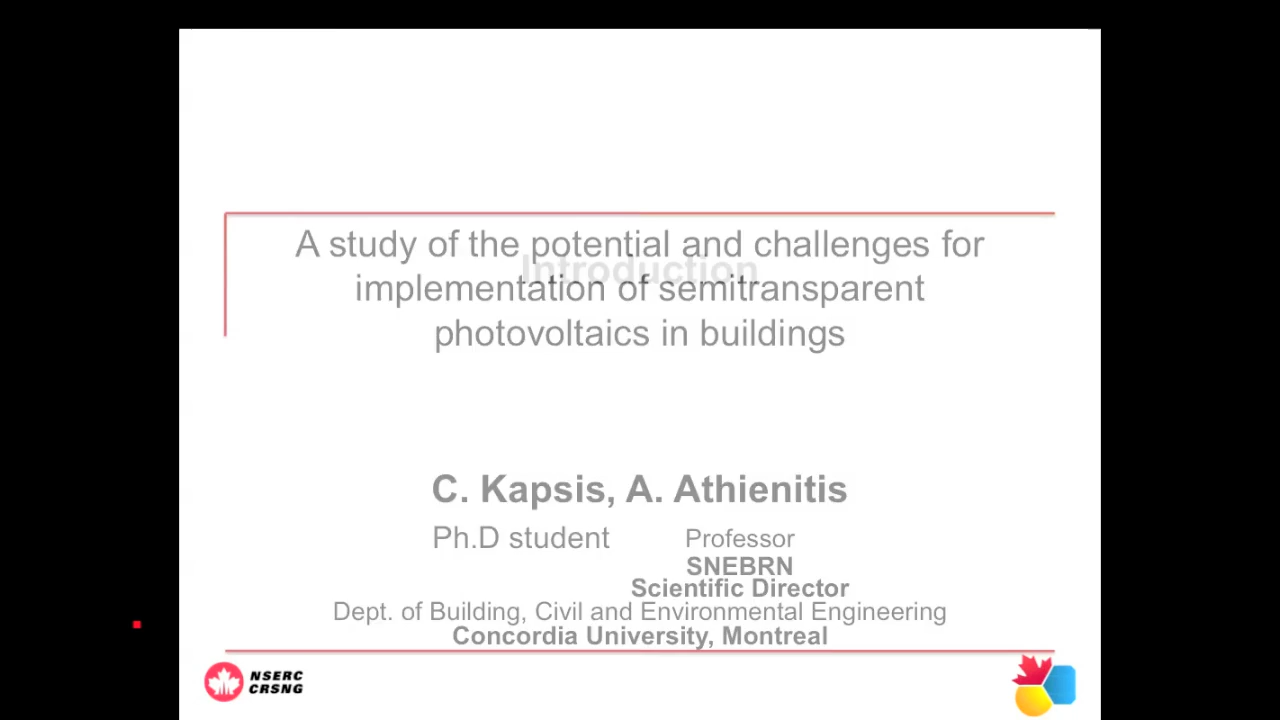 A study of the potential and challenges for
Introduction
implementation of semitransparent
photovoltaics in buildings
C. Kapsis, A. Athienitis
Ph.D student Professor
SNEBRN
Scientific Director
Dept. of Building, Civil and Environmental Engineering
Concordia University, Montreal
NSERC
CRSNG